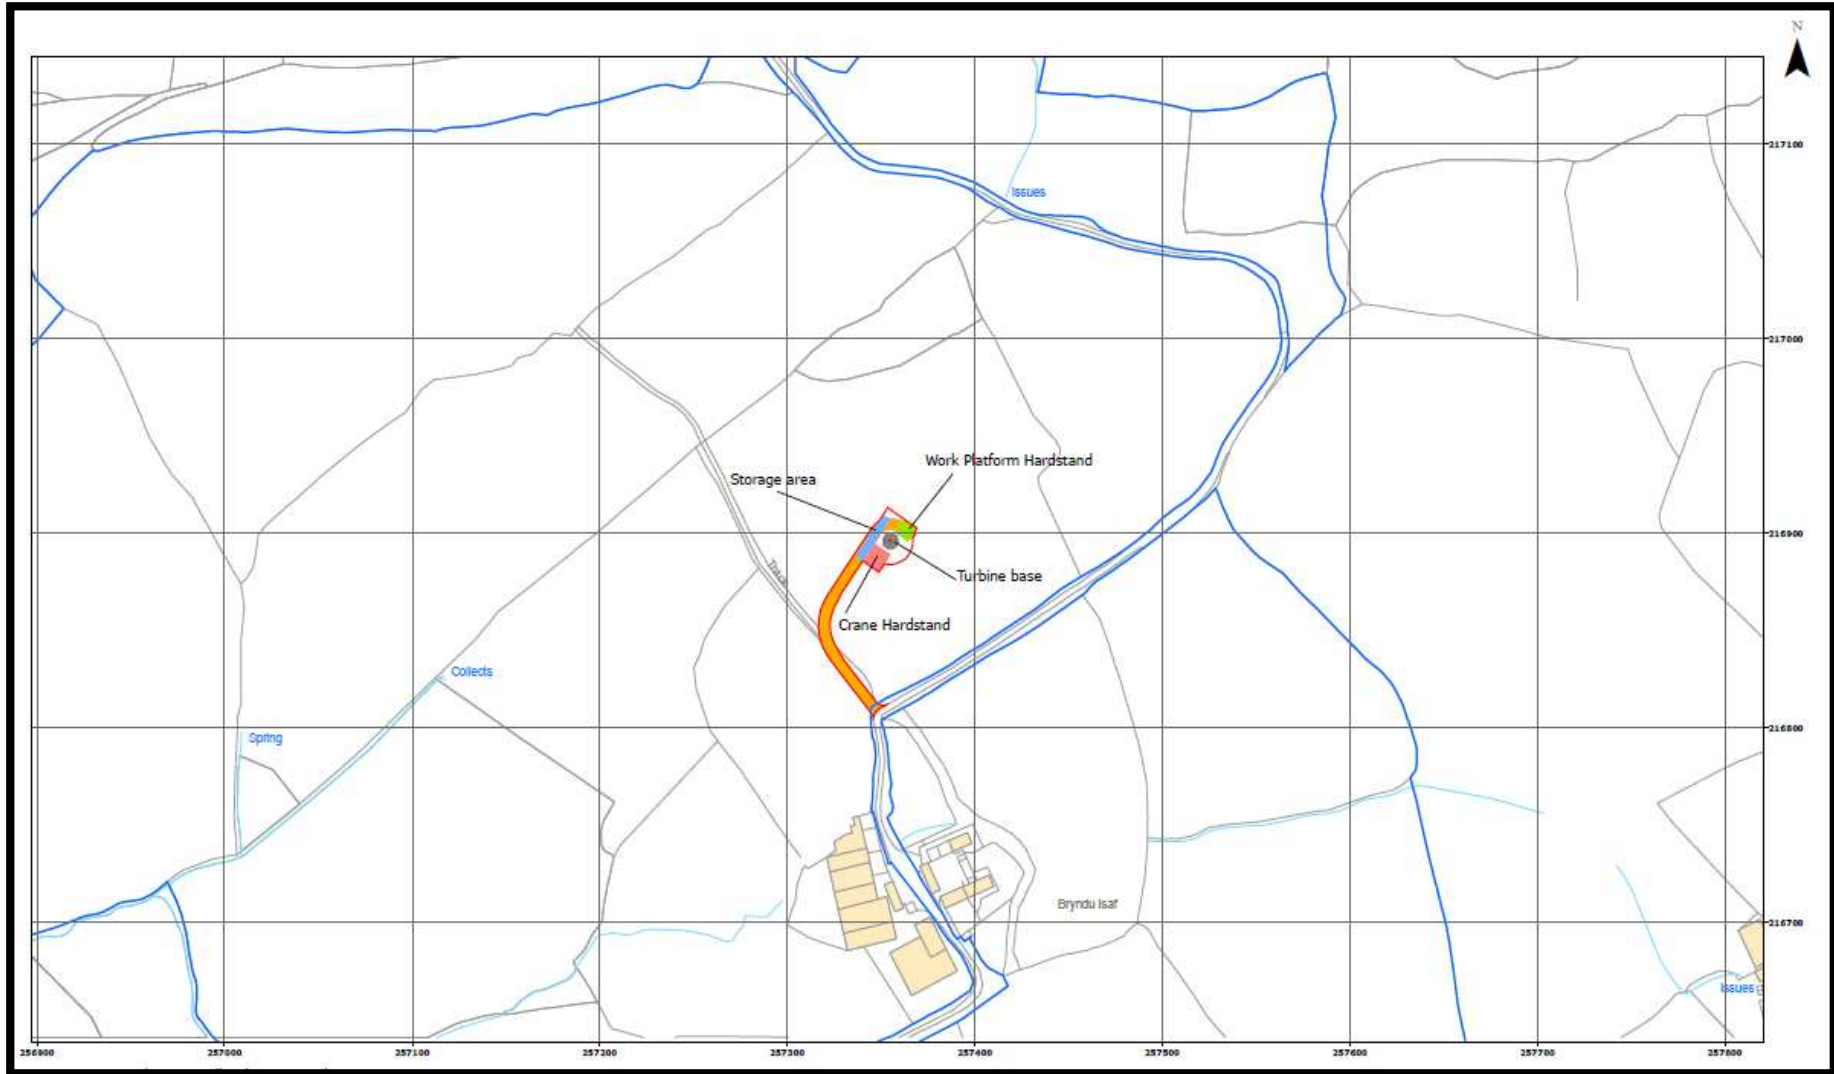 N
217100
Issues
217000
Work Platform Hardstand
Storage area
216900
Track
Turbine base
Crane Hardstand
Collects
Spring
216800
Bryndu Isaf
216700
Issues
256900 257000 257100 257200 257300 257400 257500 257600 257700 257800